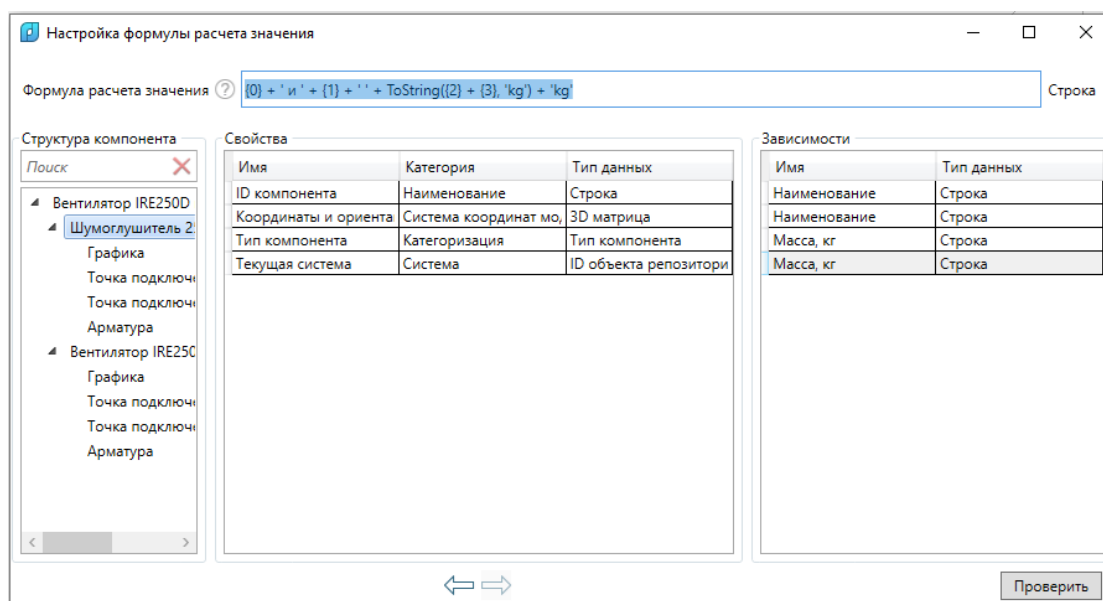 Настройка формулы расчета значения
Формула расчета значения ? {0} + ' и ' + {1} + ' ' + ToString({2} + {3}, 'kg') + 'kg' Строка
Структура компонента
Поиск
Вентилятор IRE250D
Шумоглушитель 2
Графика
Точка подключ
Точка подключ
Арматура
Вентилятор IRE250
Графика
Точка подключ
Точка подключ
Арматура
Свойства
Имя Категория Тип данных
ID компонента Наименование Строка
Координаты и ориента Система координат мо, 3D матрица
Тип компонента Категоризация Тип компонента
Текущая система Система ID объекта репозитори
Зависимости
Имя Тип данных
Наименование Строка
Наименование Строка
Масса, кг Строка
Масса, кг Строка
Проверить